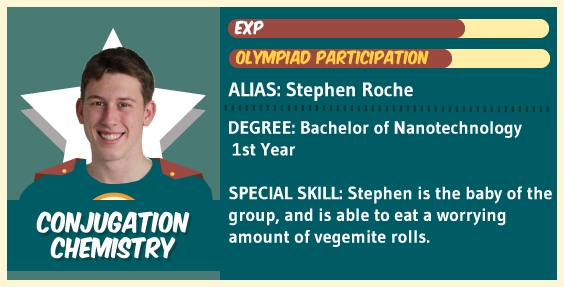 EXP
OLYMPIAD PARTICIPATION
ALIAS: Stephen Roche
DEGREE: Bachelor of Nanotechnology
1st Year
SPECIAL SKILL: Stephen is the baby of the
group, and is able to eat a worrying
amount of vegemite rolls.
CONJUGATION
CHEMISTRY